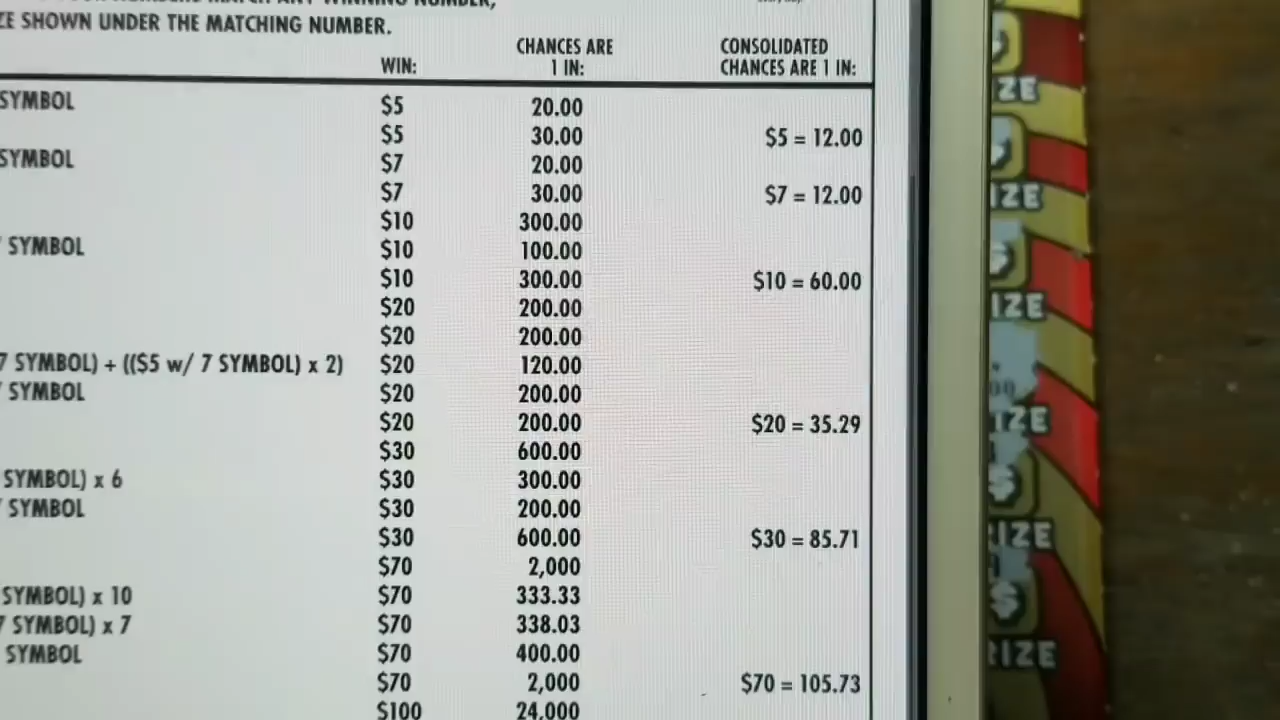 ZE SHOWN UNDER THE MATCHING NUMBER.
WIN: CHANCES ARE 1 IN: CONSOLIDATED CHANCES ARE 1 IN:
SYMBOL $5 20.00
$5 30.00 $5 = 12.00
SYMBOL $7 20.00
$7 30.00 $7 = 12.00
$10 300.00
SYMBOL $10 100.00
$10 300.00 $10 = 60.00
$20 200.00
$20 200.00
7 SYMBOL) + (($5 w/ 7 SYMBOL) x 2) $20 120.00
SYMBOL $20 200.00
$20 200.00 $20 = 35.29
$30 600.00
SYMBOL) x 6 $30 300.00
SYMBOL $30 200.00
$30 600.00 $30 = 85.71
$70 2,000
SYMBOL) x 10 $70 333.33
7 SYMBOL) x 7 $70 338.03
SYMBOL $70 400.00
$70 2,000 $70 = 105.73
$100 24,000
ZE
IZE
IZE
IZE
RIZE
RIZE